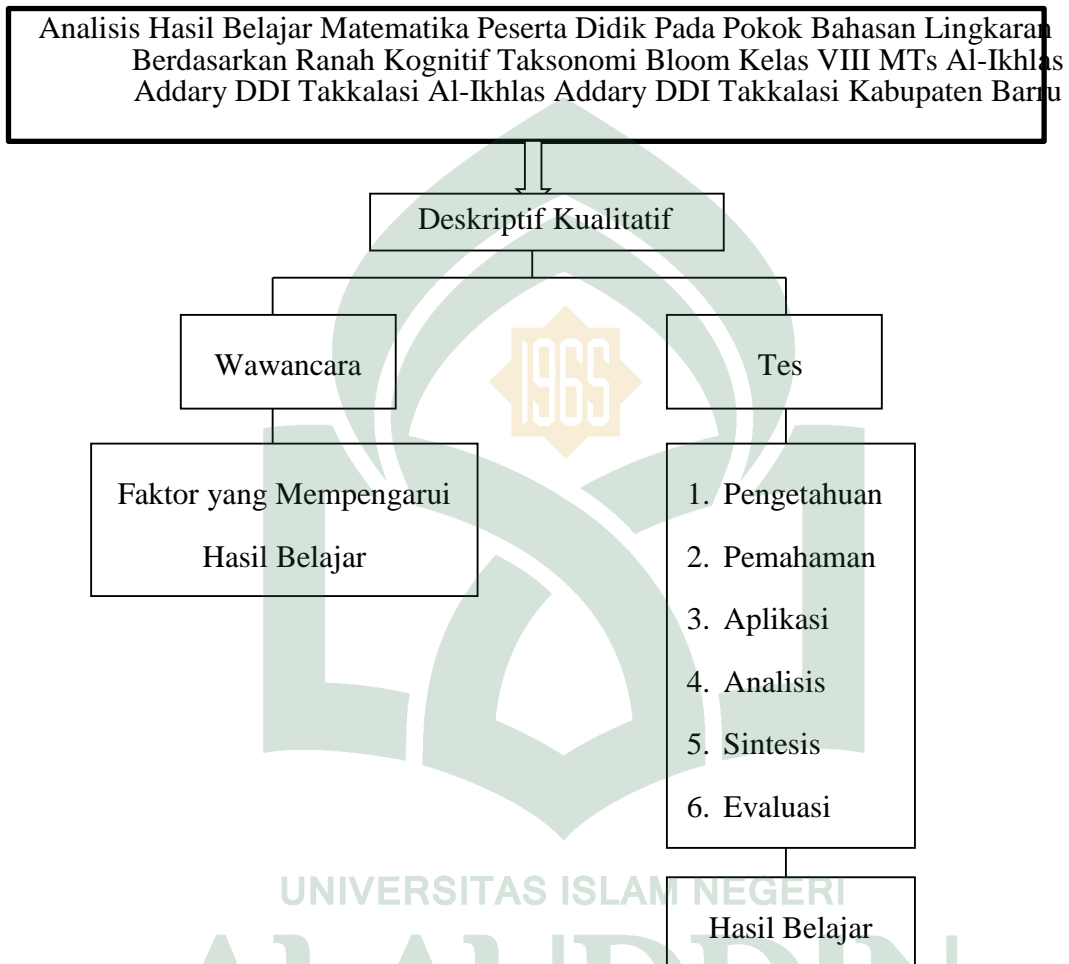 Analisis Hasil Belajar Matematika Peserta Didik Pada Pokok Bahasan Lingkaran
Berdasarkan Ranah Kognitif Taksonomi Bloom Kelas VIII MTs Al-Ikhlas
Addary DDI Takkalasi Al-Ikhlas Addary DDI Takkalasi Kabupaten Barru
Deskriptif Kualitatif
Wawancara
Tes
1965
Faktor yang Mempengarui
Hasil Belajar
1. Pengetahuan
2. Pemahaman
3. Aplikasi
4. Analisis
5. Sintesis
6. Evaluasi
UNIVERSITAS ISLAM NEGERI
Hasil Belajar